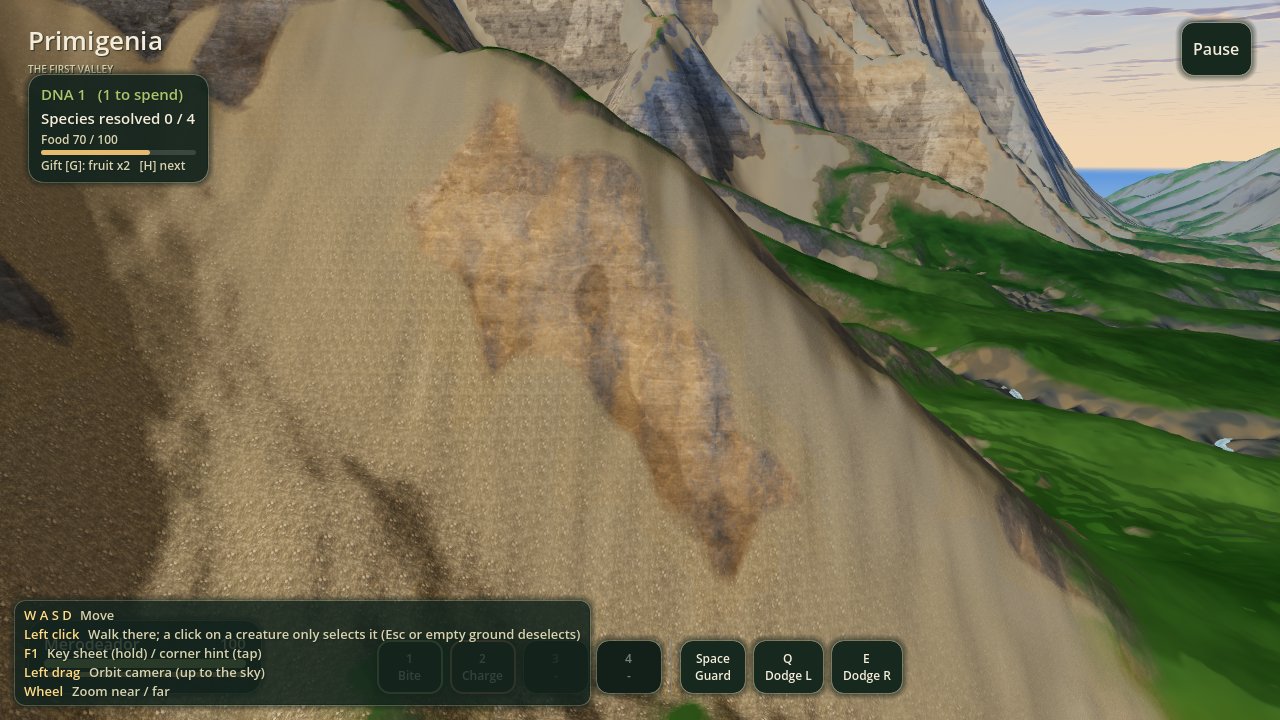 Primigenia
THE FIRST VALLEY
Pause
DNA 1 (1 to spend)
Species resolved 0 / 4
Food 70 / 100
Gift [G]: fruit x2 [H] next
W A S D Move
Left click Walk there; a click on a creature only selects it (Esc or empty ground deselects)
F1 Key sheet (hold) / corner hint (tap)
Left drag Orbit camera (up to the sky)
Wheel Zoom near / far
1
Bite
2
Charge
3
-
4
-
Space
Guard
Q
Dodge L
E
Dodge R